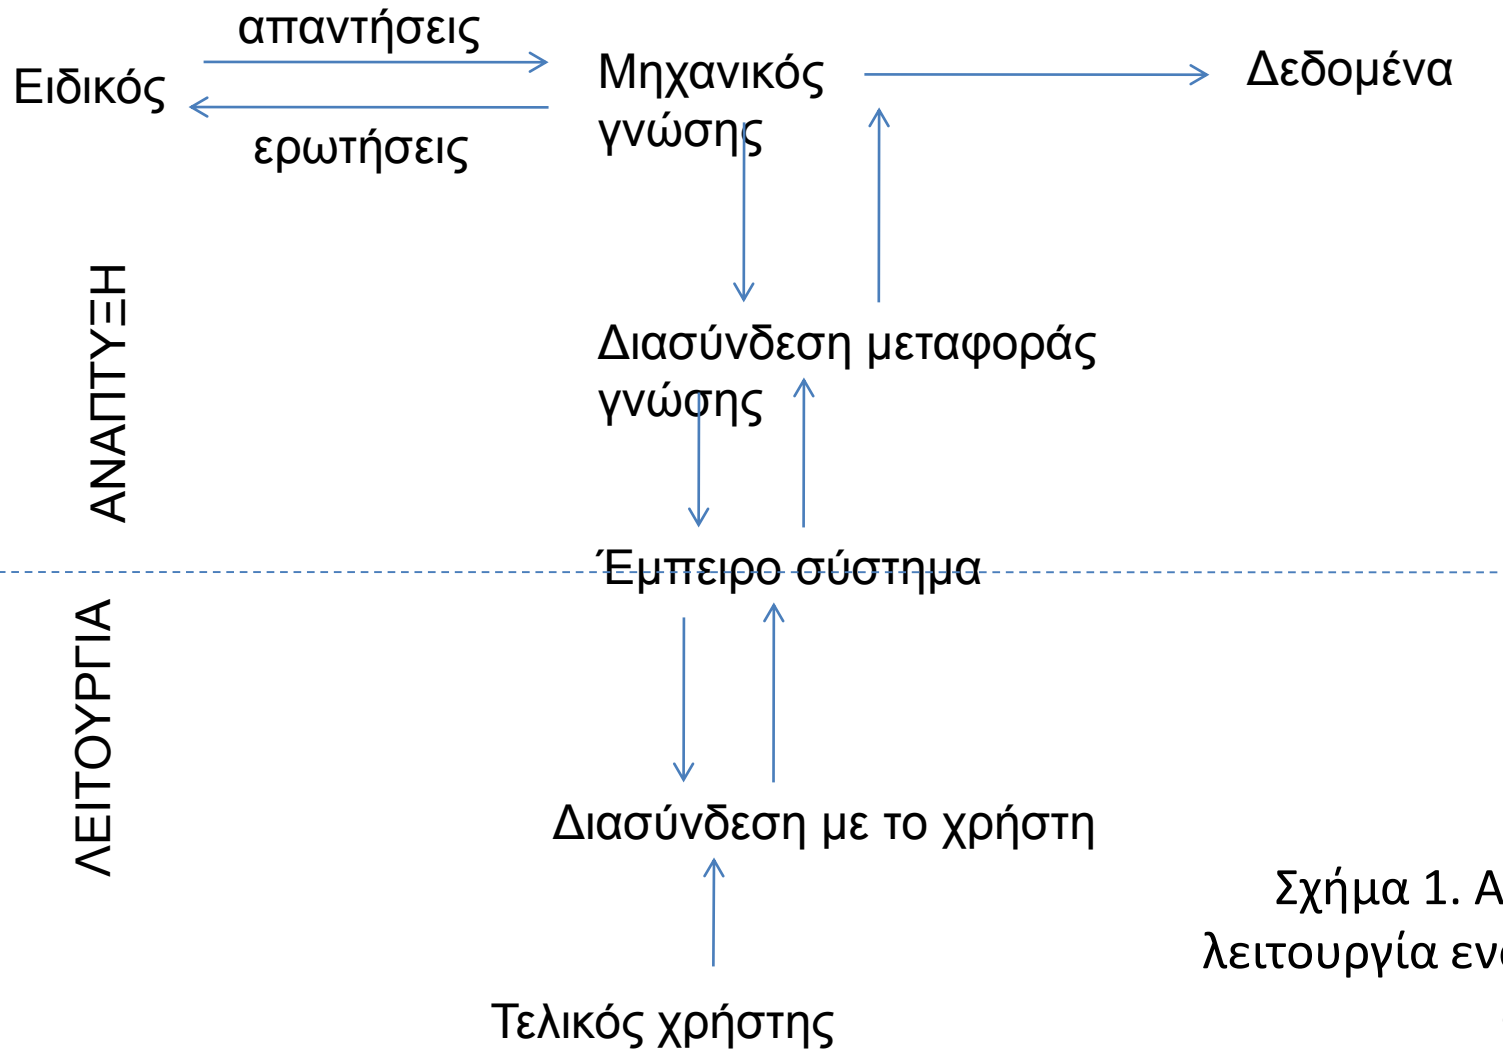 απαντήσεις
Ειδικός
Μηχανικός
γνώσης
Δεδομένα
ερωτήσεις
ΑΝΑΠΤΥΞΗ
Διασύνδεση μεταφοράς
γνώσης
Έμπειρο σύστημα
ΛΕΙΤΟΥΡΓΙΑ
Διασύνδεση με το χρήστη
Σχήμα 1.
λειτουργία
Τελικός χρήστης